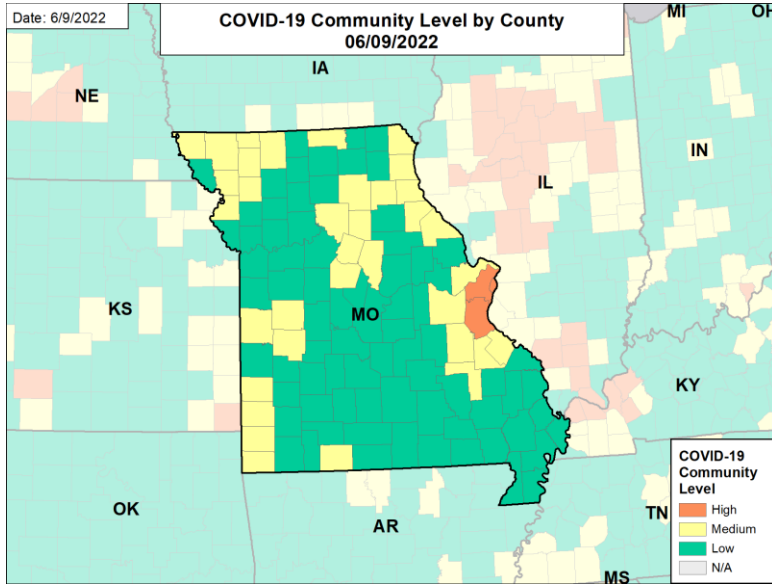 Date: 6/9/2022
COVID-19 Community Level by County
06/09/2022
MI
OH
IA
NE
IN
IL
KS
MO
KY
COVID-19
Community
Level
High
Medium
Low
N/A
OK
AR
TN
MS